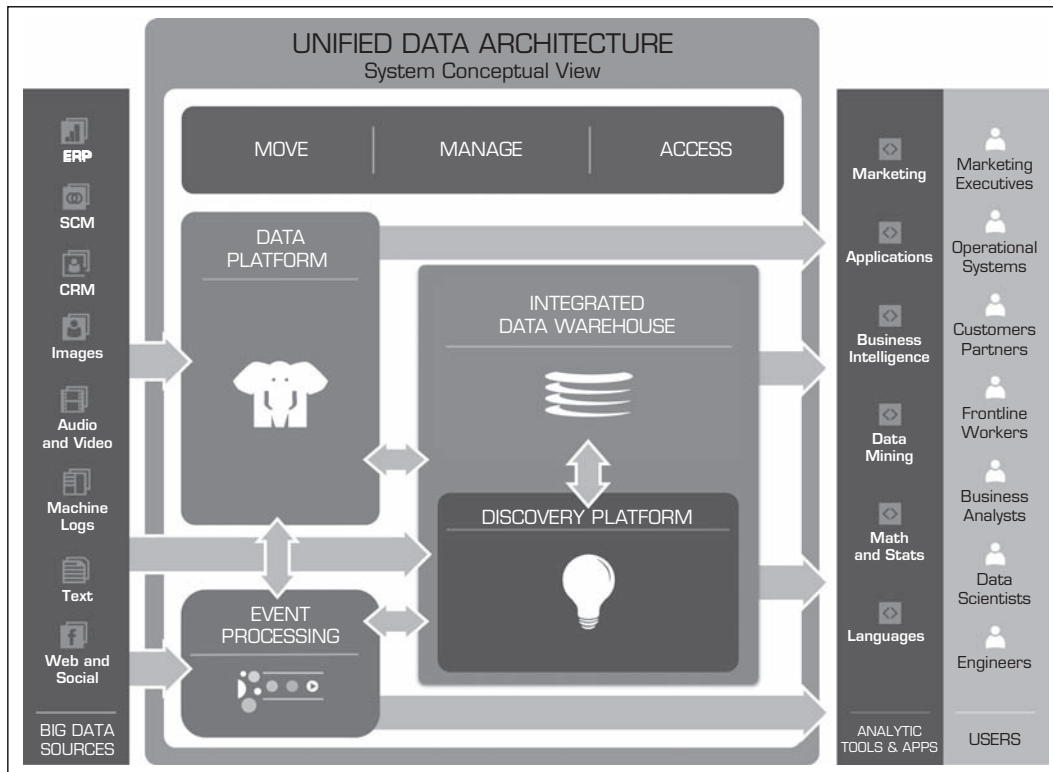 UNIFIED DATA ARCHITECTURE
System Conceptual View
MOVE
MANAGE
ACCESS
ERP
SCM
CRM
Images
Audio
and Video
Machine
Logs
Text
Web and
Social
BIG DATA
SOURCES
DATA
PLATFORM
INTEGRATED
DATA WAREHOUSE
DISCOVERY PLATFORM
EVENT
PROCESSING
Marketing
Applications
Business
Intelligence
Data
Mining
Math
and Stats
Languages
ANALYTIC
TOOLS & APPS
Marketing
Executives
Operational
Systems
Customers
Partners
Frontline
Workers
Business
Analysts
Data
Scientists
Engineers
USERS